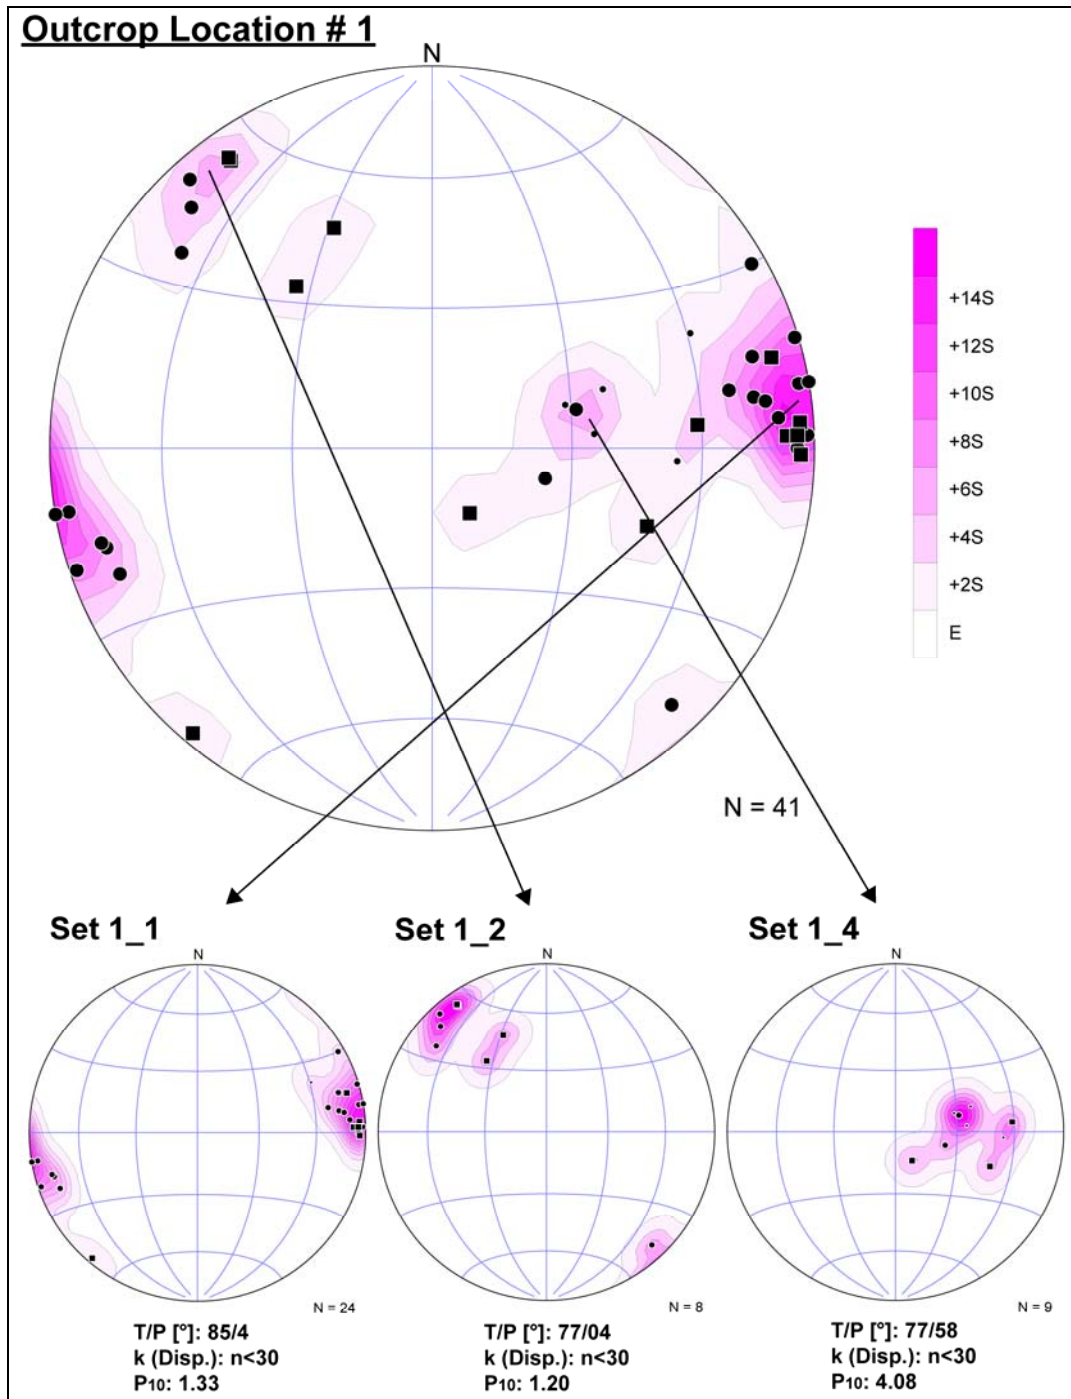 Outcrop Location # 1
N
+14S
+12S
+10S
+8S
+6S
+4S
+2S
E
N = 41
Set 1_1
Set 1_2
Set 1_4
N
N
N
N = 24
N = 8
N = 9
T/P [°]: 85/4
k (Disp.): n<30
P10: 1.33
T/P [°]: 77/04
k (Disp.): n<30
P10: 1.20
T/P [°]: 77/58
k (Disp.): n<30
P10: 4.08